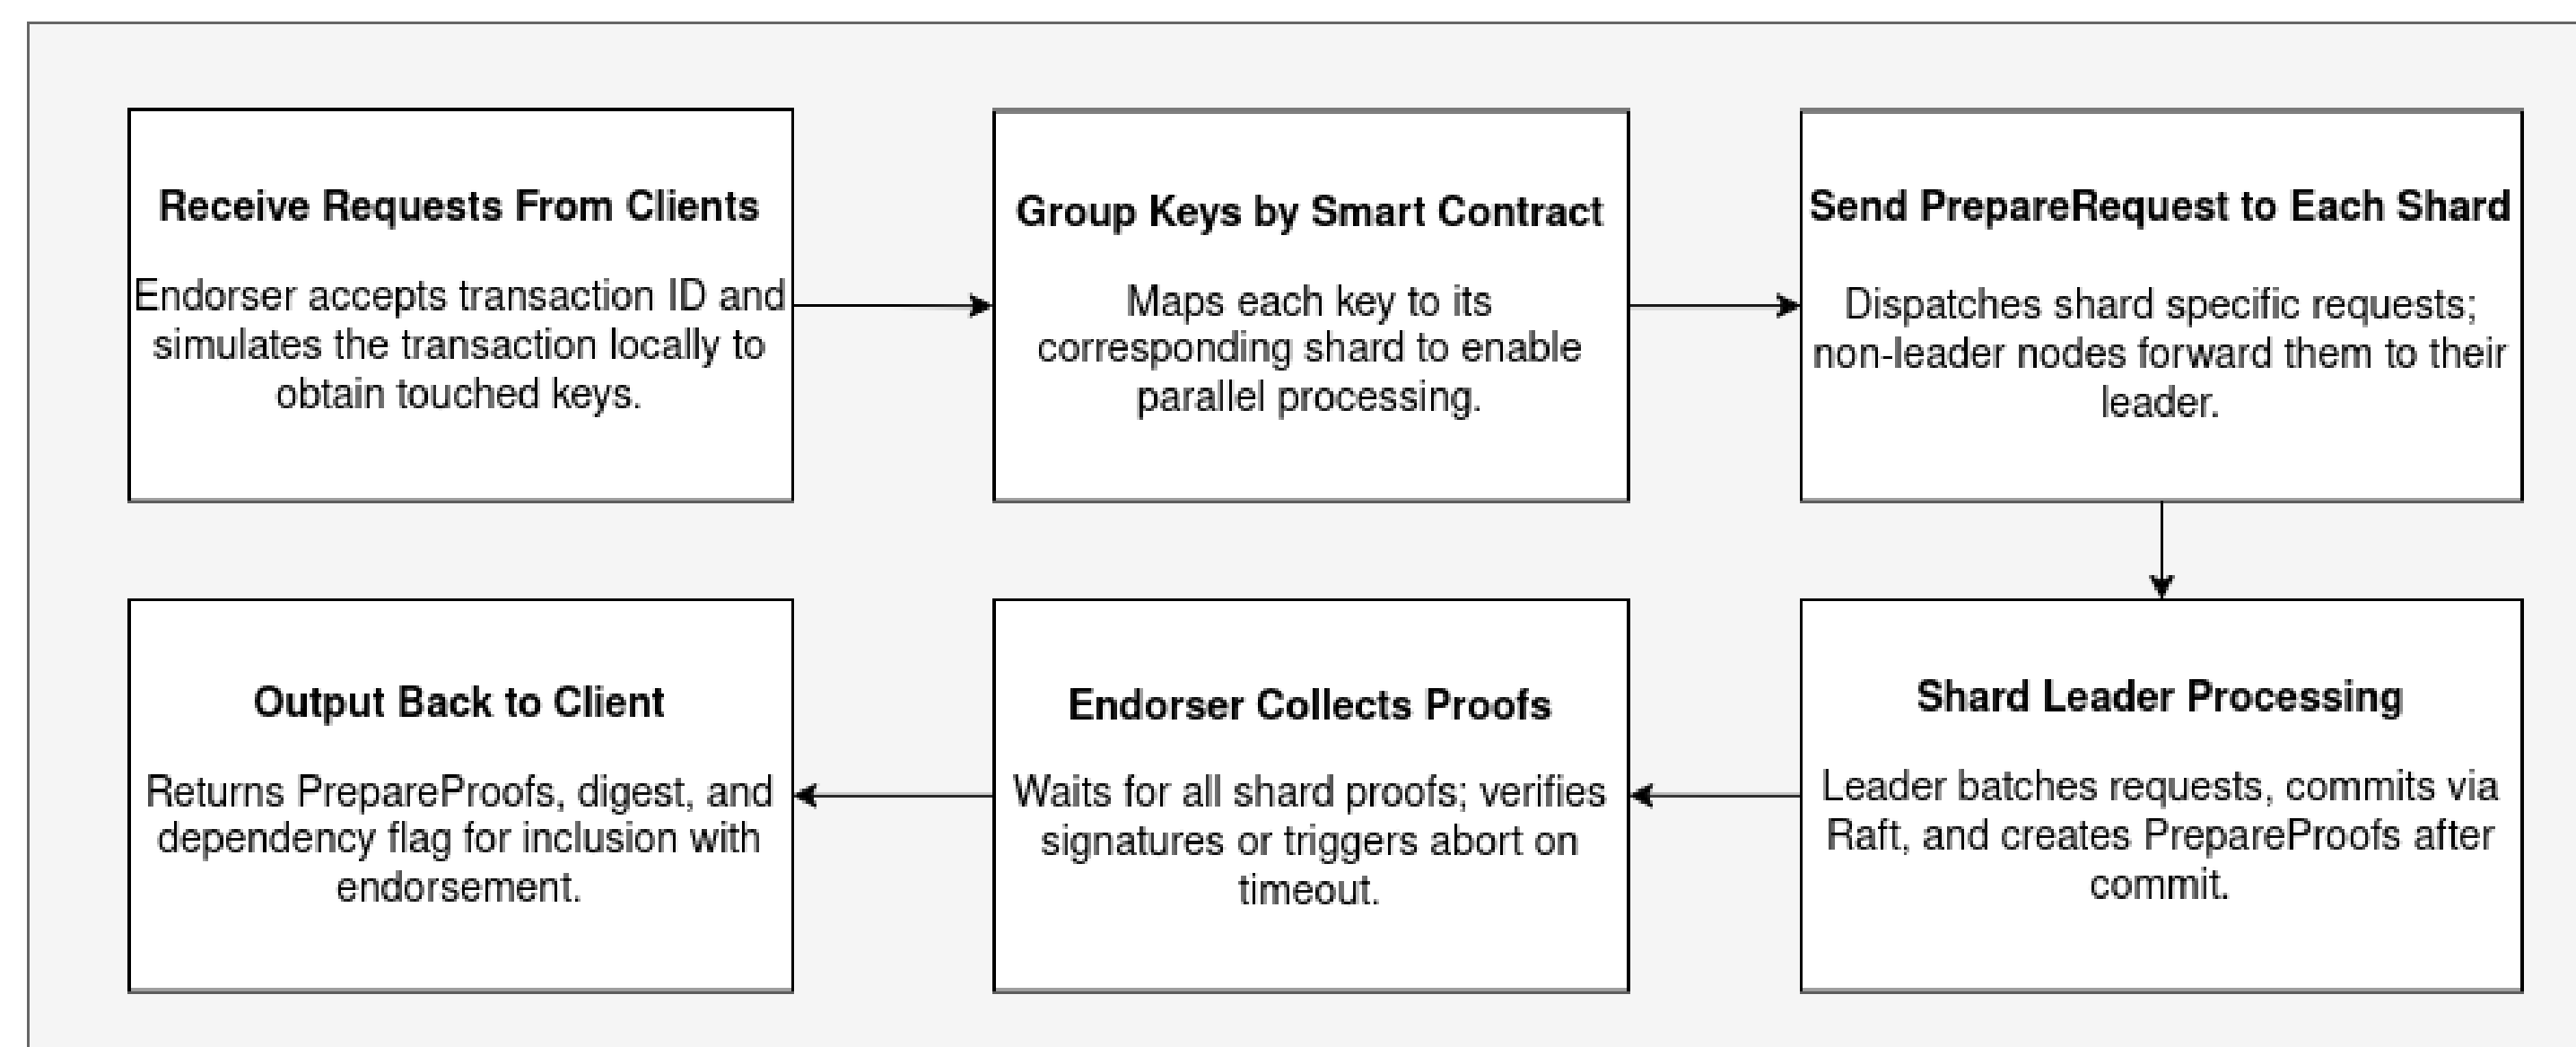 Receive Requests From Clients
Endorser accepts transaction ID and
simulates the transaction locally to
obtain touched keys.
Group Keys by Smart Contract
Maps each key to its
corresponding shard to enable
parallel processing.
Send PrepareRequest to Each Shard
Dispatches shard specific requests;
non-leader nodes forward them to their
leader.
Shard Leader Processing
Leader batches requests, commits via
Raft, and creates PrepareProofs after
commit.
Endorser Collects Proofs
Waits for all shard proofs; verifies
signatures or triggers abort on
timeout.
Output Back to Client
Returns PrepareProofs, digest, and
dependency flag for inclusion with
endorsement.